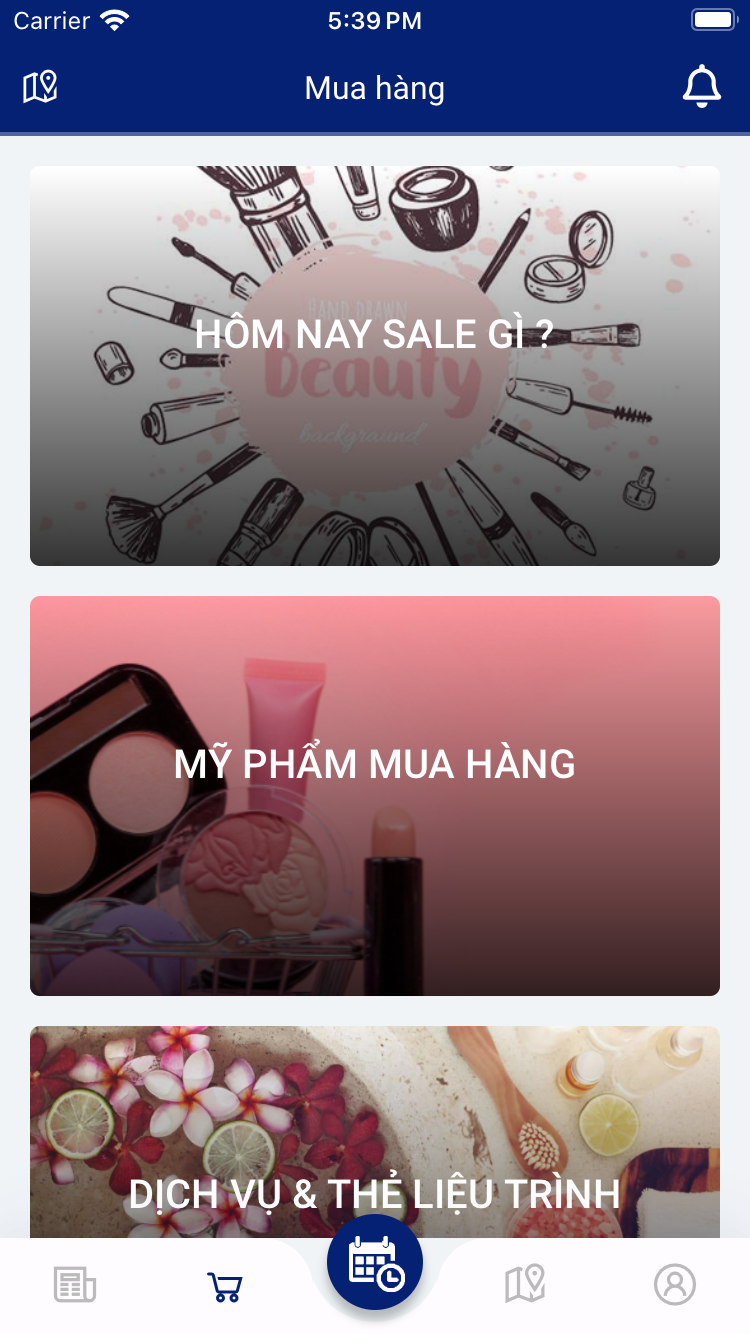 Carrier 5:39 PM
Mua hàng
HAND DRAWN
HÔM NAY SALE GÌ ?
Beauty
background
MỸ PHẨM MUA HÀNG
DỊCH VỤ & THẺ LIỆU TRÌNH